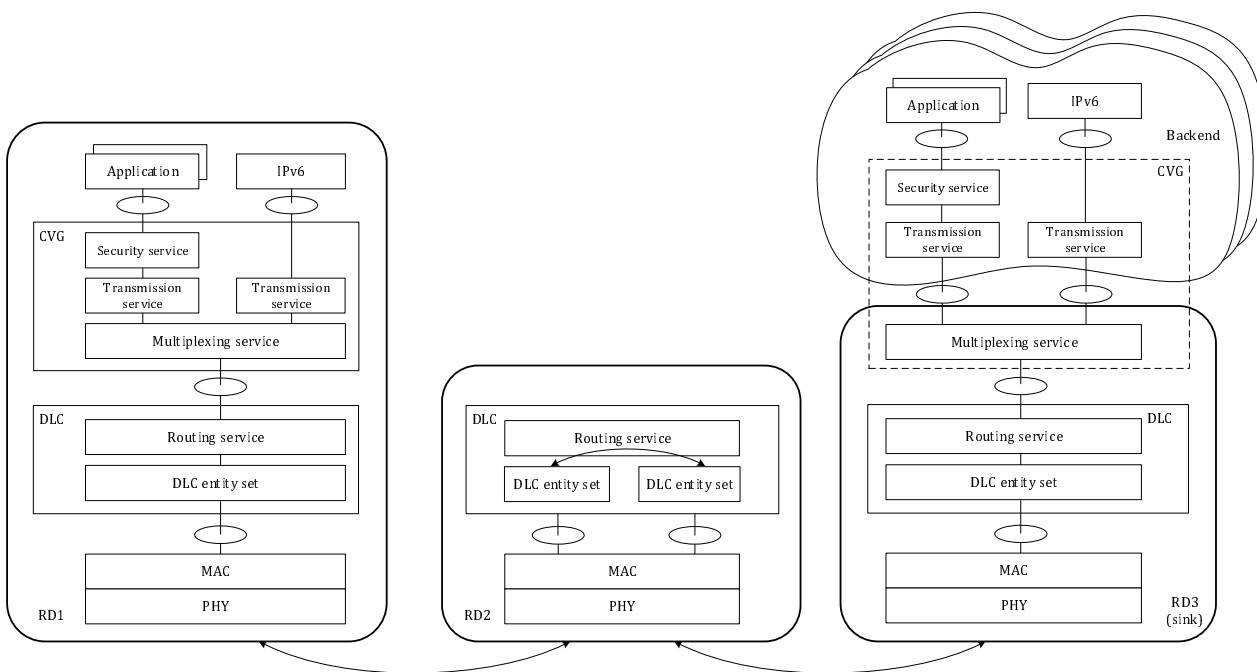 Application
IPv6
CVG
Security service
Transmission
service
Transmission
service
Multiplexing service
DLC
Routing service
DLC entity set
MAC
PHY
RD1
DLC
Routing service
DLC entity set
DLC entity set
MAC
PHY
RD2
Application
IPv6
Backend
CVG
Security service
Transmission
service
Transmission
service
Multiplexing service
DLC
Routing service
DLC entity set
MAC
PHY
RD3
(sink)